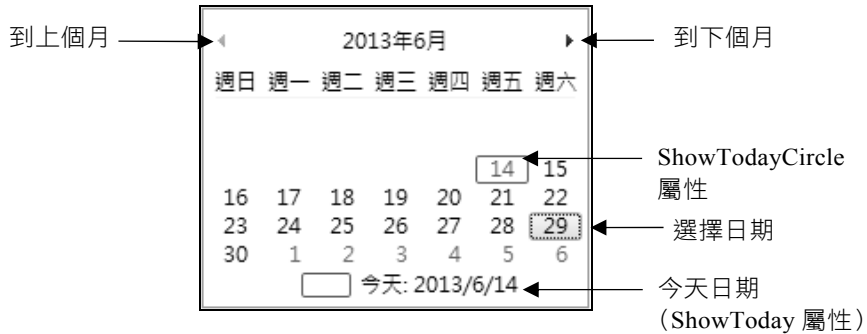 到上個月
2013年6月
到下個月
週日 週一 週二 週三 週四 週五 週六
14 15
ShowTodayCircle
屬性
16 17 18 19 20 21 22
23 24 25 26 27 28 29
選擇日期
30 1 2 3 4 5 6
今天: 2013/6/14
今天日期
（ShowToday 屬性）